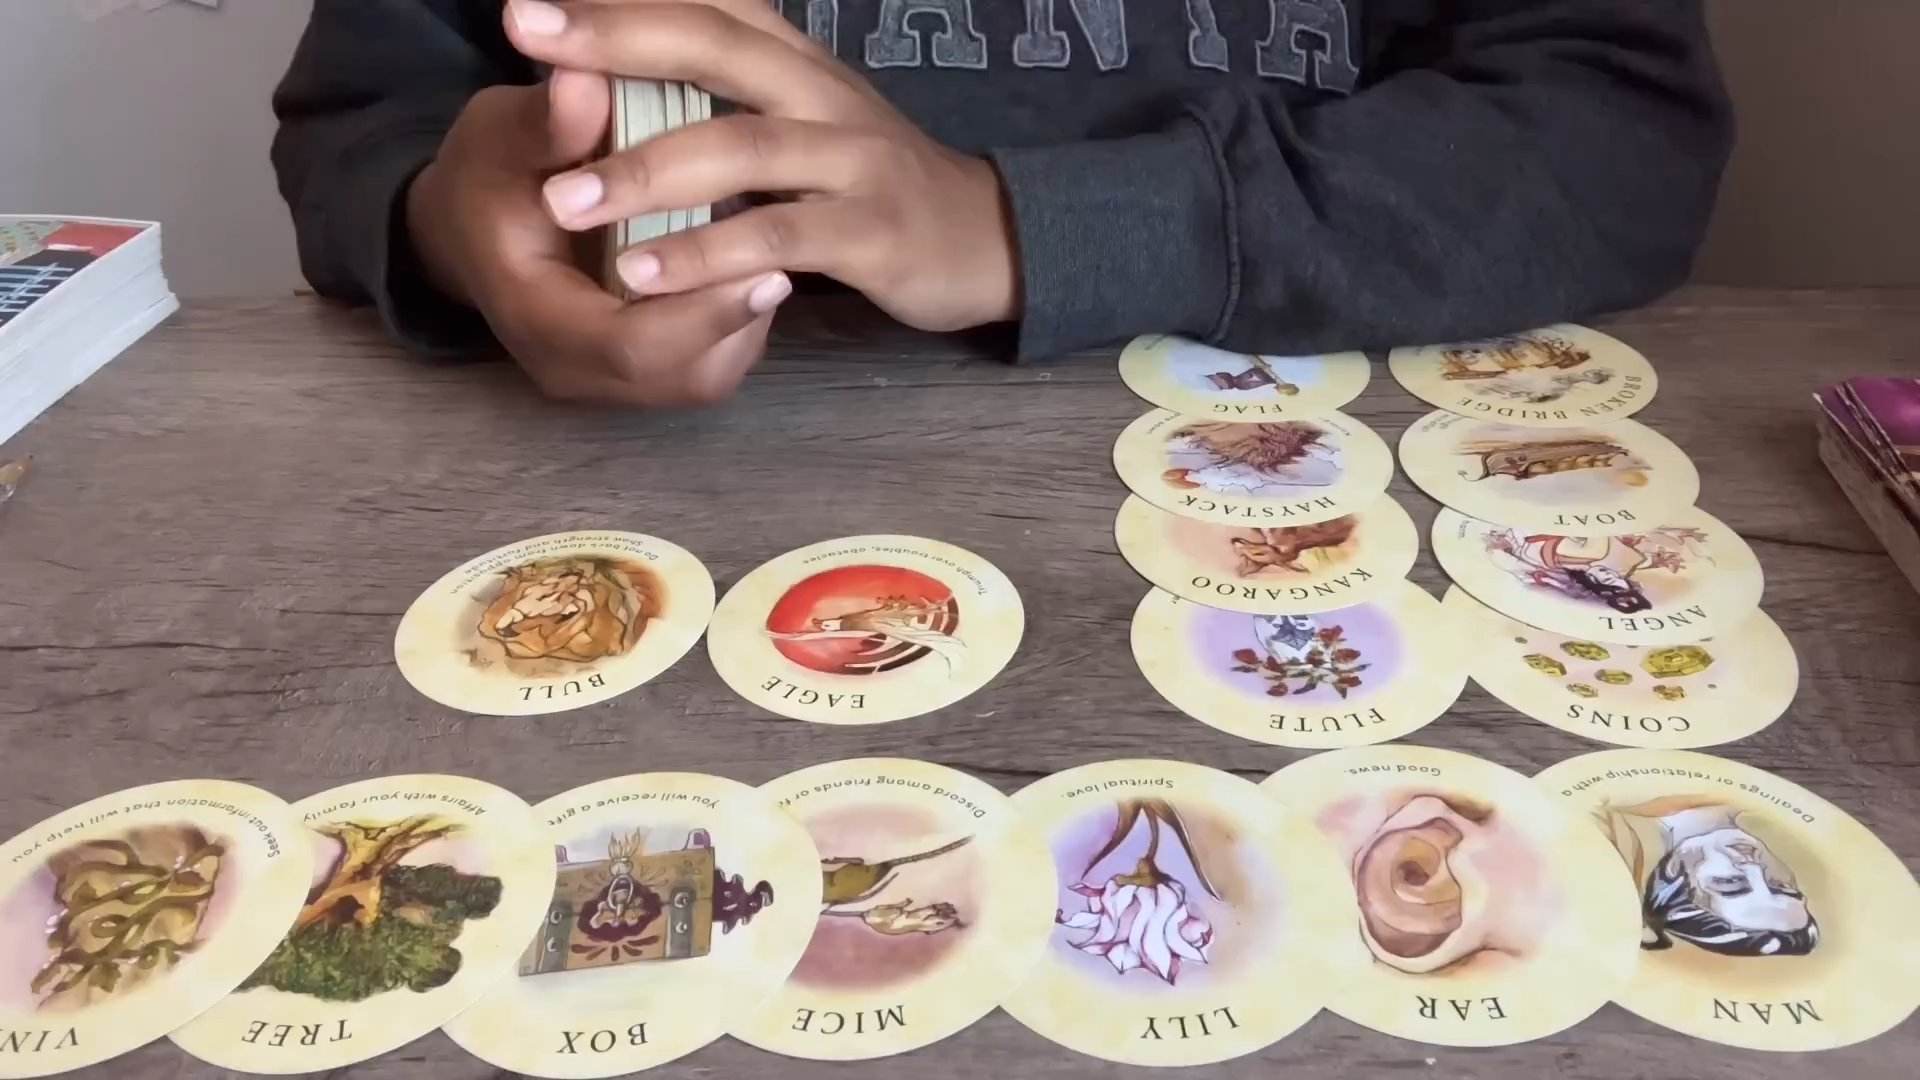 ANTA
FLAG
BROKEN BRIDGE
HAYSTACK
BOAT
KANGAROO
ANGEL
harm.
Do not back down from opposition.
Show strength and fortitude
BULL
Triumph over troubles, obstacles
EAGLE
FLUTE
COINS
Seek out information that will help you
VIN
Affairs with your family
TREE
you will receive a gift
BOX
Discord among friends or f
MICE
Spiritual love.
LILY
Good news.
EAR
Dealings or relationship with a
MAN